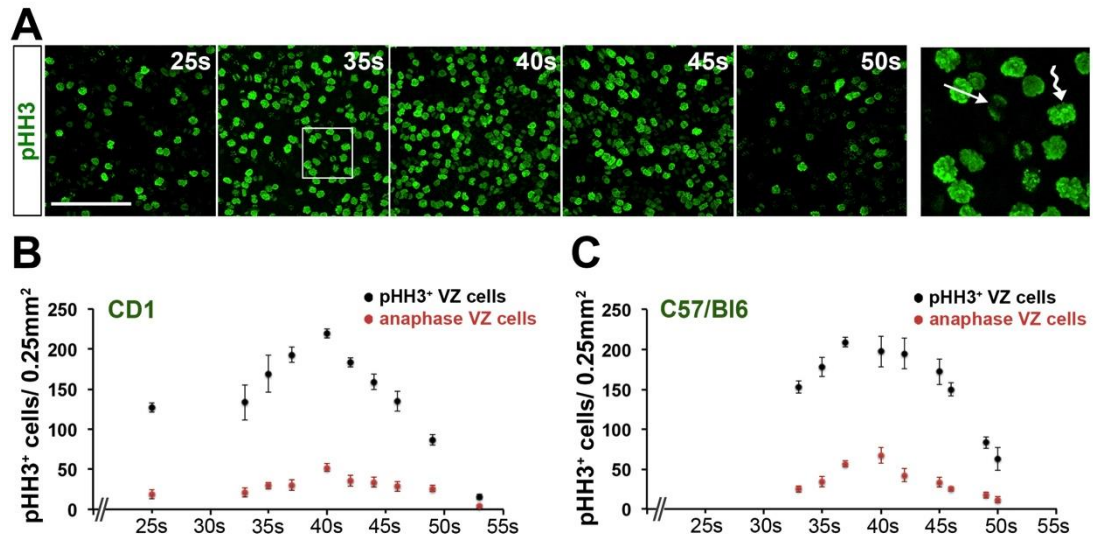 A
pHH3
25s 35s 40s 45s 50s
B
CD1
pHH3⁺ VZ cells
anaphase VZ cells
pHH3⁺ cells/ 0.25mm²
250
200
150
100
50
0
25s 30s 35s 40s 45s 50s 55s
C
C57/Bl6
pHH3⁺ VZ cells
anaphase VZ cells
pHH3⁺ cells/ 0.25mm²
250
200
150
100
50
0
25s 30s 35s 40s 45s 50s 55s